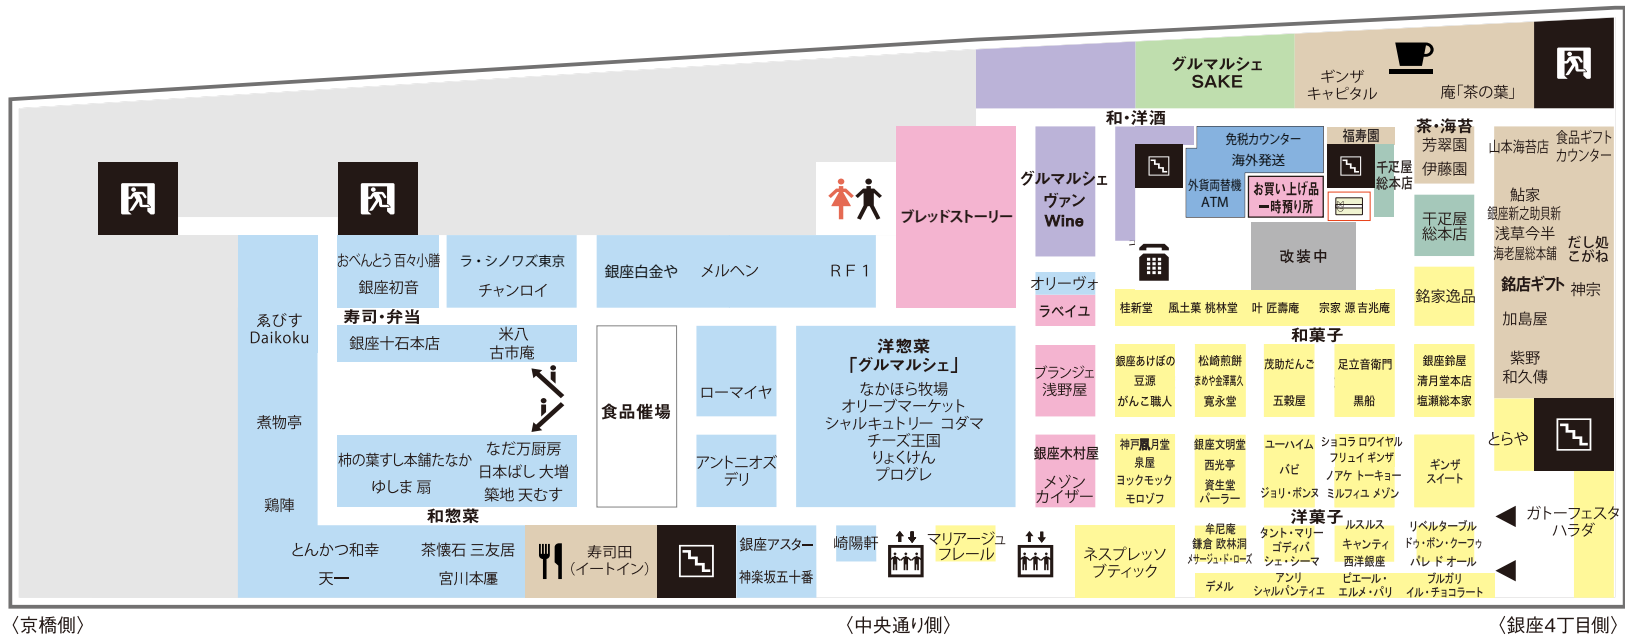 グルマルシェ
SAKE
ギンザ
キャピタル
庵「茶の葉」
和・洋酒
免税カウンター
海外発送
外貨両替機
ATM
お買い上げ品
一時預り所
福寿園
千疋屋
総本店
茶・海苔
芳翠園
伊藤園
山本海苔店
食品ギフト
カウンター
グルマルシェ
ヴァン
Wine
ブレッドストーリー
千疋屋
総本店
鮎家
銀座新之助貝新
浅草今半
海老屋総本舗
だし処
こがね
銘店ギフト
神宗
加島屋
紫野
和久傳
改装中
おべんとう 百々小膳
銀座初音
ラ・シノワズ東京
チャンロイ
銀座白金や
メルヘン
RF1
オリーヴォ
ラベイユ
桂新堂
風土菓 桃林堂
叶 匠壽庵
宗家 源 吉兆庵
銘家逸品
ゑびす
Daikoku
寿司・弁当
銀座十石本店
米八
古市庵
和菓子
食品催場
ローマイヤ
洋惣菜
「グルマルシェ」
なかほら牧場
オリーブマーケット
シャルキュトリー コダマ
チーズ王国
りょくけん
プログレ
ブランジェ
浅野屋
銀座あけぼの
豆源
がんこ職人
松崎煎餅
まめや金澤萬久
寛永堂
茂助だんご
五穀屋
足立音衛門
黒船
銀座鈴屋
清月堂本店
塩瀬総本家
煮物亭
とらや
柿の葉すし本舗たなか
ゆしま 扇
なだ万厨房
日本ばし 大増
築地 天むす
アントニオズ
デリ
銀座木村屋
メゾン
カイザー
神戸風月堂
泉屋
ヨックモック
モロゾフ
銀座文明堂
西光亭
資生堂
パーラー
ユーハイム
パピ
ジョリ・ボンヌ
ショコラ ロワイヤル
フリュイ ギンザ
ノアケ トーキョー
ミルフィユ メゾン
ギンザ
スイート
鶏陣
和惣菜
洋菓子
とんかつ和幸
天一
茶懐石 三友居
宮川本廛
寿司田
(イートイン)
銀座アスター
神楽坂五十番
崎陽軒
マリアージュ
フレール
ネスプレッソ
ブティック
牟尼庵
鎌倉 欧林洞
メサージュ・ド・ローズ
タント・マリー
ゴディバ
シェ・シーマ
ルスルス
キャンティ
西洋銀座
リベルターブル
ドゥ・ボン・クーフゥ
パレ ド オール
ガトーフェスタ
ハラダ
デメル
アンリ
シャルパンティエ
ピエール・
エルメ・パリ
ブルガリ
イル・チョコラート
〈京橋側〉
〈中央通り側〉
〈銀座4丁目側〉